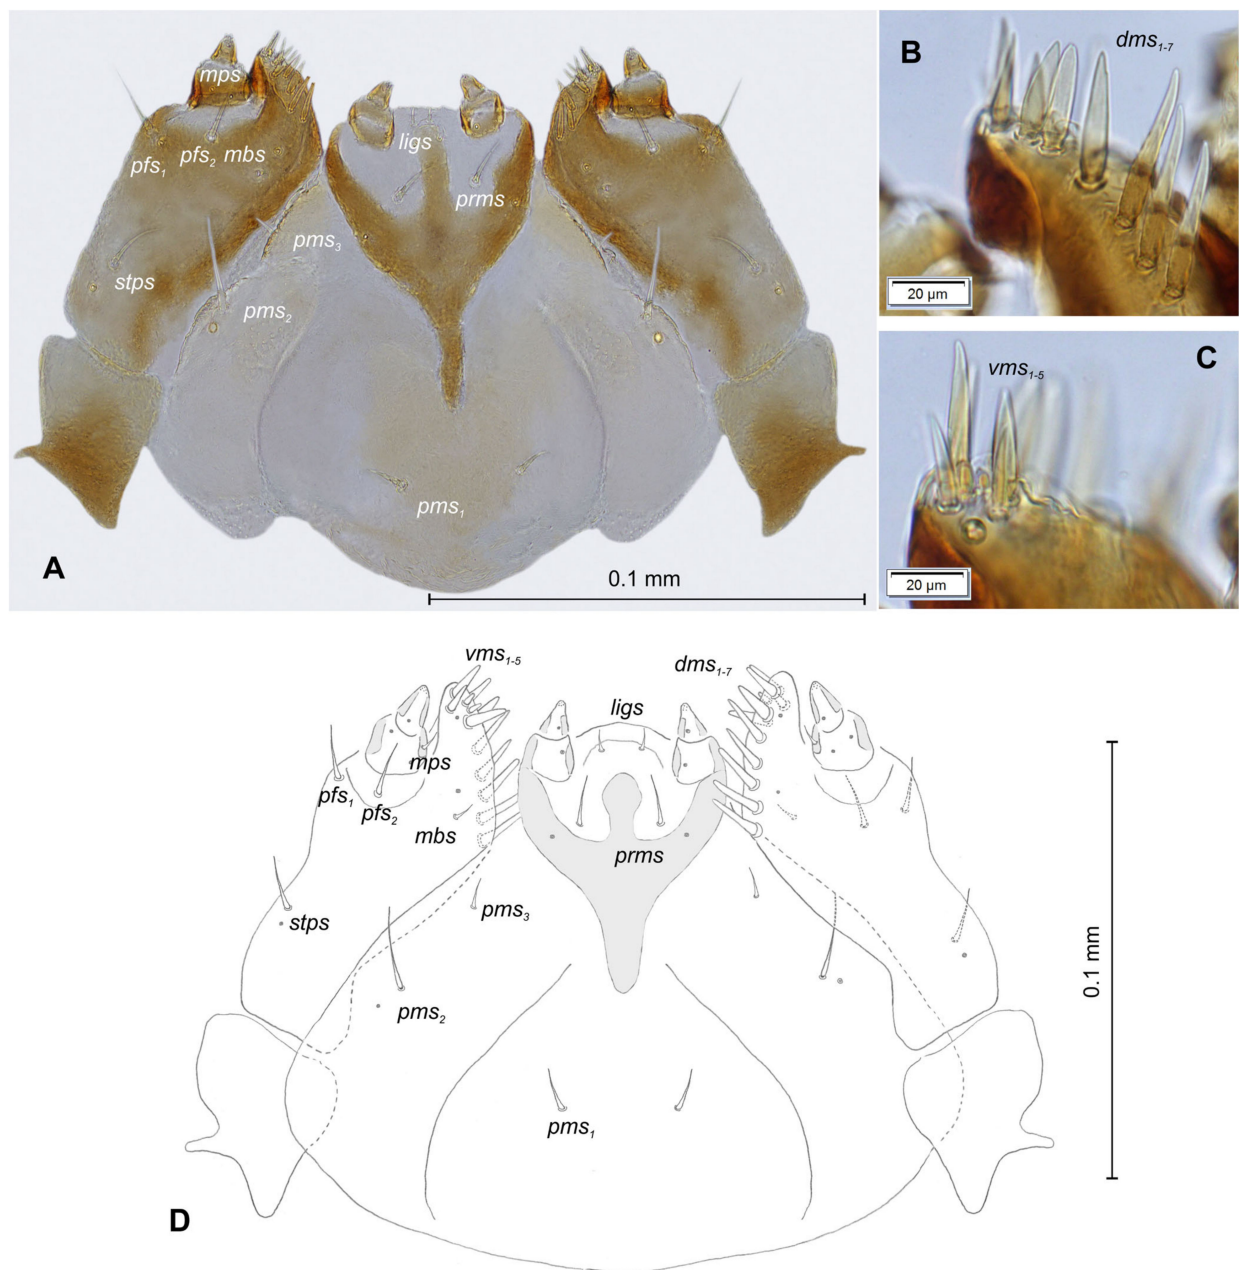 B
dms1-7
20 µm
mps
ligs
pfs1 pfs2 mbs
prms
pms3
stps
pms2
pms1
A
0.1 mm
C
vms1-5
20 µm
vms1-5
dms1-7
ligs
mps
pfs1
pfs2
mbs
prms
pms3
stps
pms2
0.1 mm
pms1
D